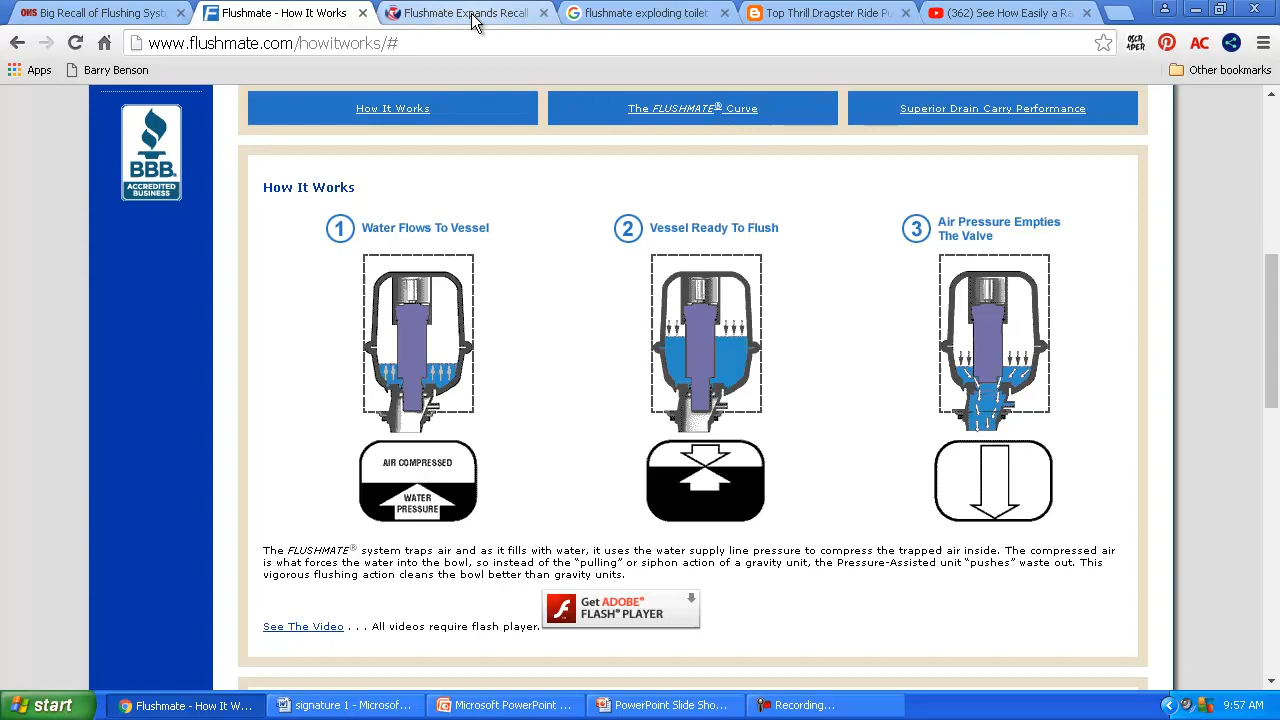 Big Recall of Flushing Syste
Flushmate - How It Works
Flushmate Expands Recall
flushmate exploding toilet
Top Thrill Dragster Ride Pu
(362) See How Easily a Ra
www.flushmate.com/howitworks/#
Apps
Barry Benson
Other bookmarks
How It Works
The FLUSHMATE® Curve
Superior Drain Carry Performance
BBB
ACCREDITED
BUSINESS
How It Works
1 Water Flows To Vessel
2 Vessel Ready To Flush
3 Air Pressure Empties
The Valve
AIR COMPRESSED
WATER
PRESSURE
The FLUSHMATE® system traps air and as it fills with water, it uses the water supply line pressure to compress the trapped air inside. The compressed air
is what forces the water into the bowl, so instead of the “pulling” or siphon action of a gravity unit, the Pressure-Assisted unit “pushes” waste out. This
vigorous flushing action cleans the bowl better than gravity units.
See The Video . . . All videos require flash player.
Get ADOBE®
FLASH® PLAYER
start
Flushmate - How It W...
signature 1 - Microsof...
Microsoft PowerPoint ...
PowerPoint Slide Sho...
Recording...
9:57 AM